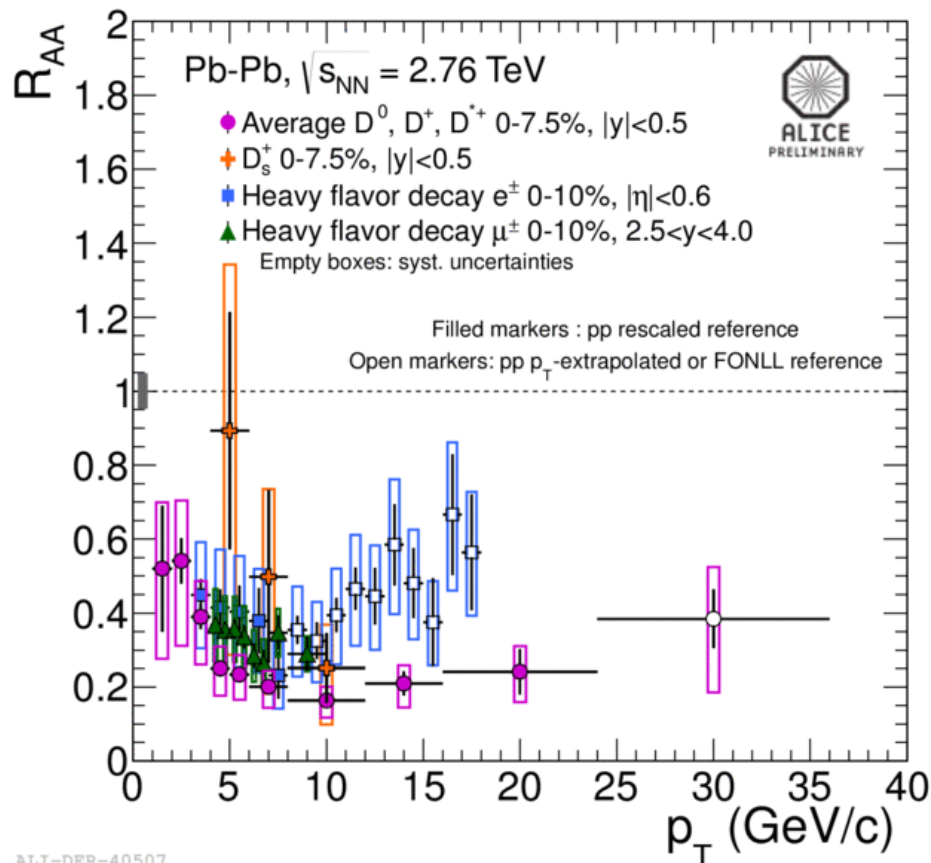 R_AA
2
1.8
1.6
1.4
1.2
1
0.8
0.6
0.4
0.2
0
Pb-Pb, √s_NN = 2.76 TeV
Average D⁰, D⁺, D*⁺ 0-7.5%, |y|<0.5
D_s⁺ 0-7.5%, |y|<0.5
Heavy flavor decay e± 0-10%, |η|<0.6
Heavy flavor decay μ± 0-10%, 2.5<y<4.0
Empty boxes: syst. uncertainties
ALICE
PRELIMINARY
Filled markers : pp rescaled reference
Open markers: pp p_T-extrapolated or FONLL reference
0 5 10 15 20 25 30 35 40
p_T (GeV/c)
ALI-DER-40507